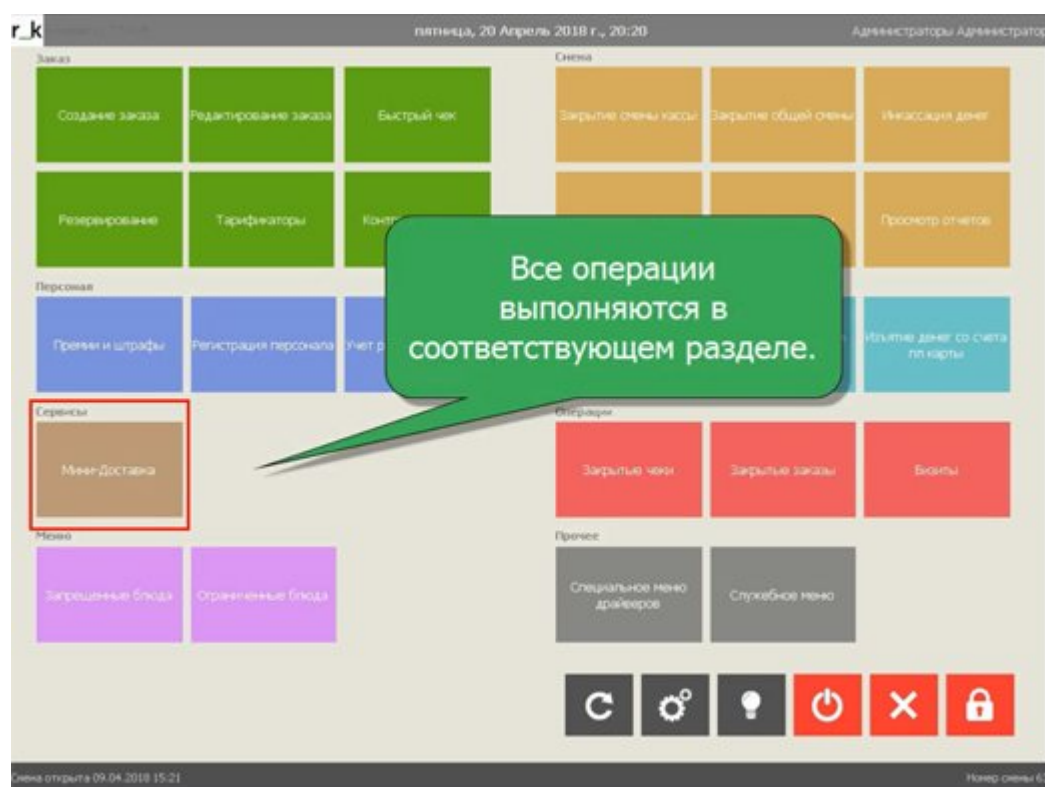 r_k
пятница, 20 Апрель 2018 г., 20:20
Администраторы Администратор
Заказ
Смена
Создание заказа
Редактирование заказа
Быстрый чек
Закрытие смены кассы
Закрытие общей смены
Инкассация денег
Резервирование
Тарификаторы
Просмотр отчетов
Все операции
выполняются в
соответствующем разделе.
Персонал
Премии и штрафы
Регистрация персонала
Учет
Изъятие денег со счета
пл карты
Сервисы
Операции
Мини-Доставка
Закрытые чеки
Закрытые заказы
Визиты
Меню
Прочее
Запрещенные блюда
Ограниченные блюда
Специальное меню
драйверов
Служебное меню
Смена открыта 09.04.2018 15:21
Номер смены